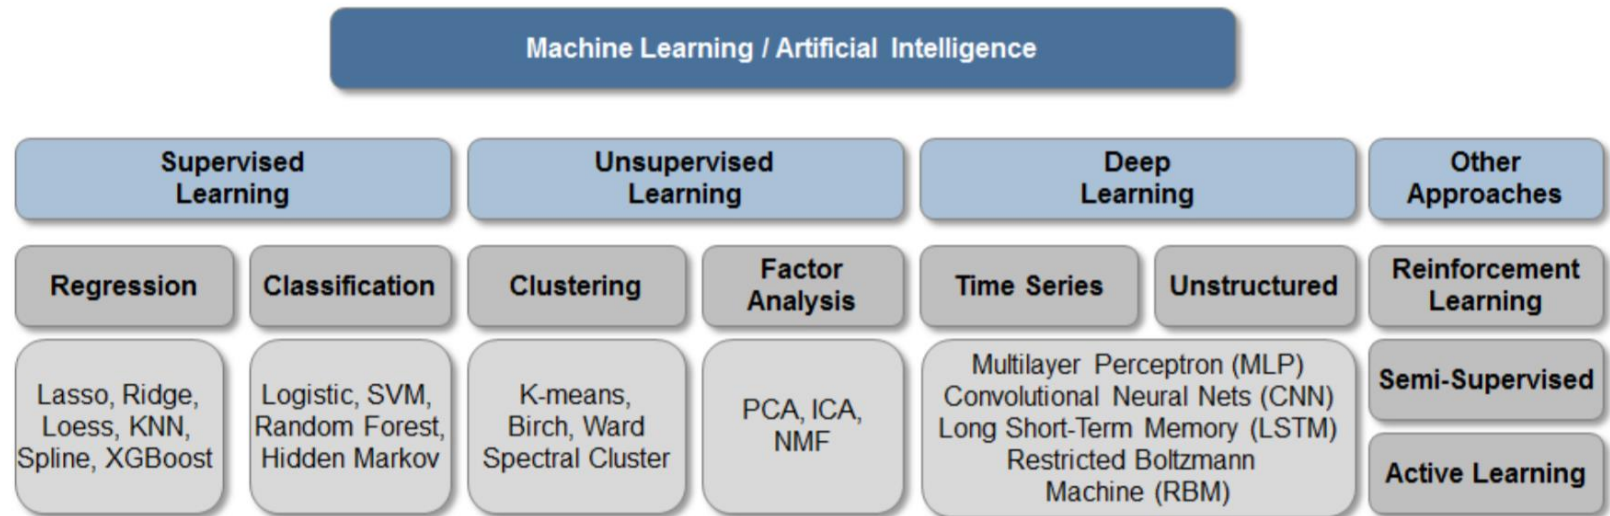 Machine Learning / Artificial Intelligence
Supervised
Learning
Unsupervised
Learning
Deep
Learning
Other
Approaches
Regression
Classification
Clustering
Factor
Analysis
Time Series
Unstructured
Reinforcement
Learning
Lasso, Ridge,
Loess, KNN,
Spline, XGBoost
Logistic, SVM,
Random Forest,
Hidden Markov
K-means,
Birch, Ward
Spectral Cluster
PCA, ICA,
NMF
Multilayer Perceptron (MLP)
Convolutional Neural Nets (CNN)
Long Short-Term Memory (LSTM)
Restricted Boltzmann
Machine (RBM)
Semi-Supervised
Active Learning